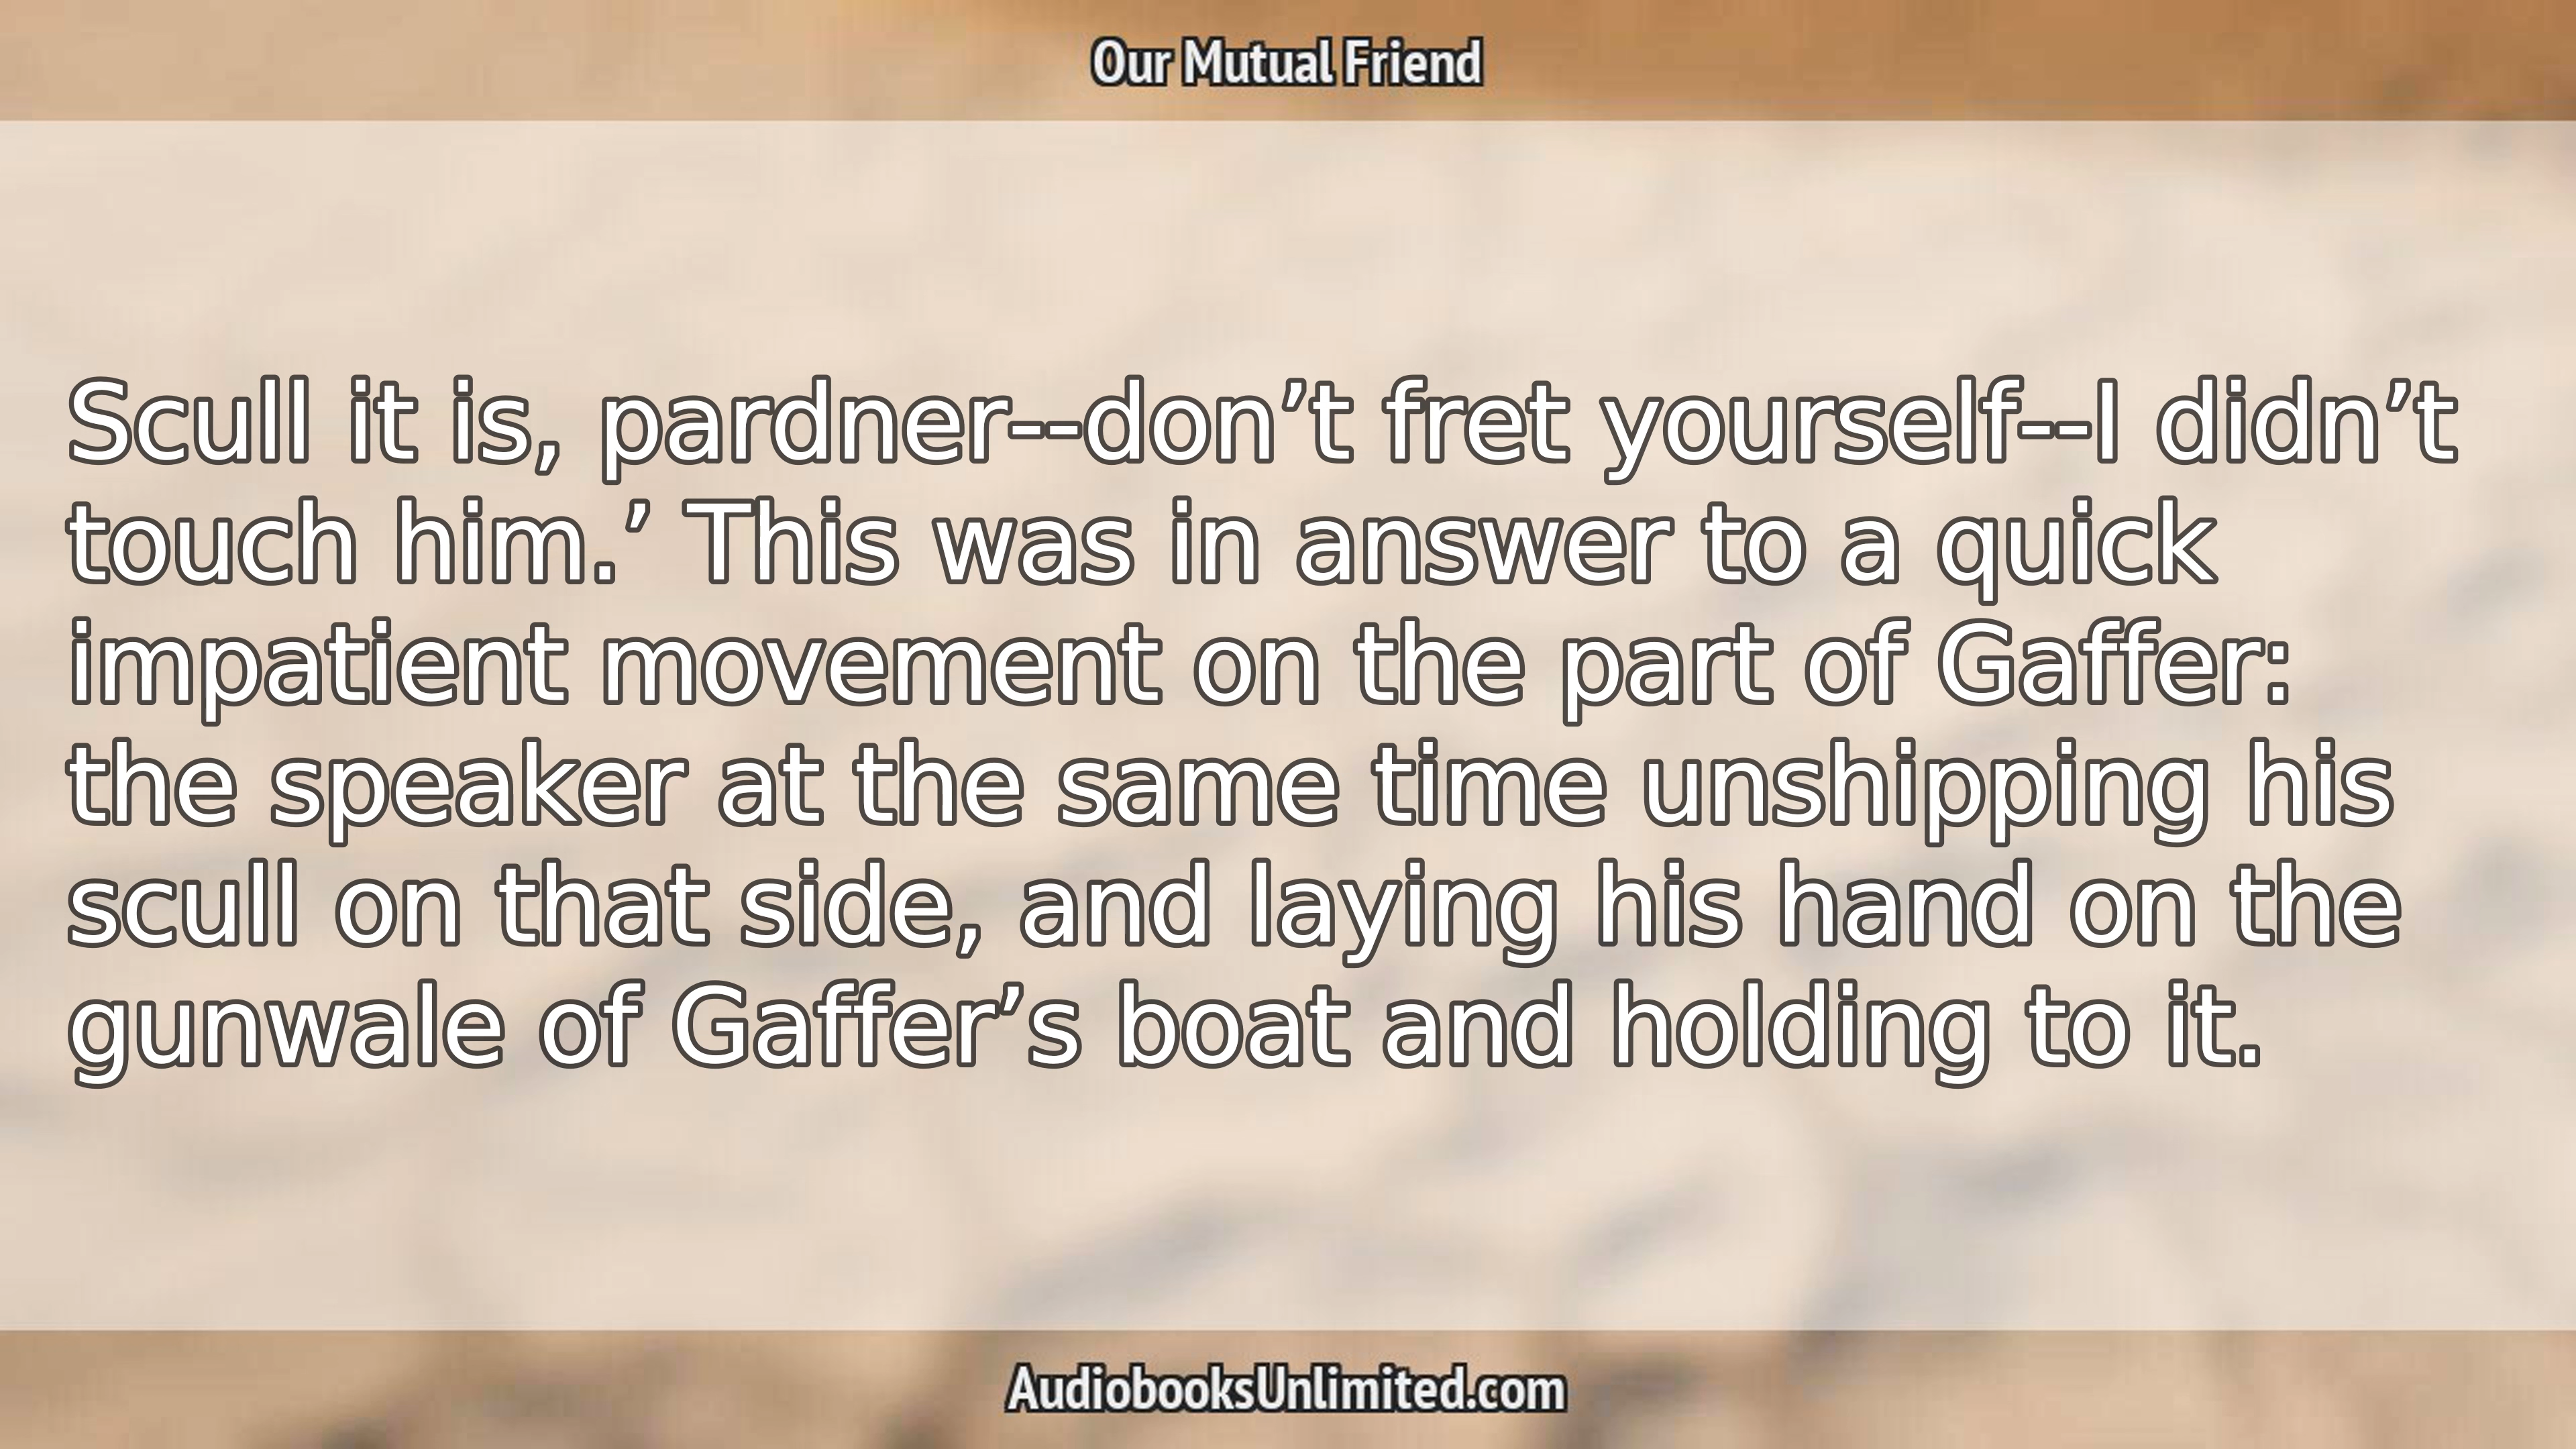 Our Mutual Friend
Scull it is, pardner--don’t fret yourself--I didn’t
touch him.’ This was in answer to a quick
impatient movement on the part of Gaffer:
the speaker at the same time unshipping his
scull on that side, and laying his hand on the
gunwale of Gaffer’s boat and holding to it.
AudiobooksUnlimited.com